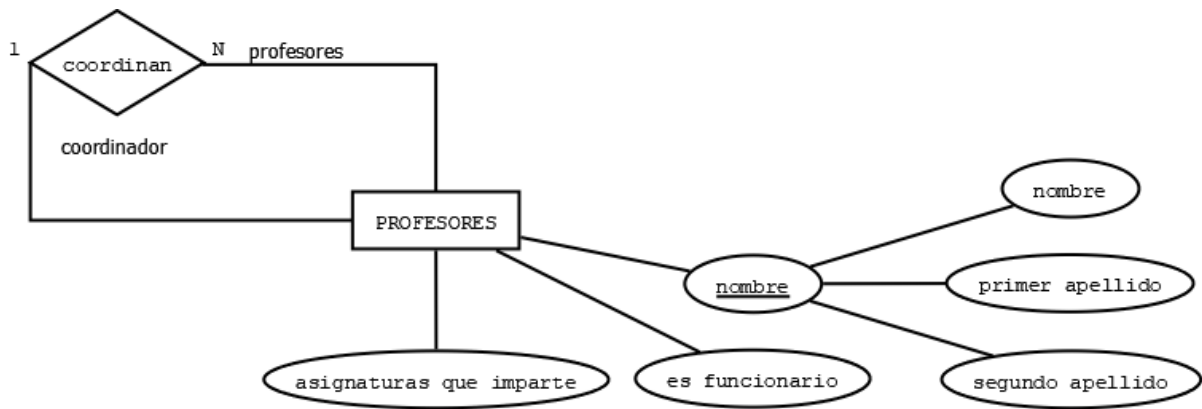 1
coordinan
N
profesores
coordinador
PROFESORES
nombre
nombre
primer apellido
segundo apellido
es funcionario
asignaturas que imparte